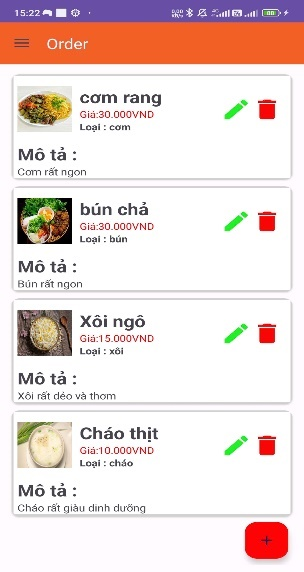 15:22
Order
cơm rang
Giá:30.000VND
Loại : cơm
Mô tả :
Cơm rất ngon
bún chả
Giá:30.000VND
Loại : bún
Mô tả :
Bún rất ngon
Xôi ngô
Giá:15.000VND
Loại : xôi
Mô tả :
Xôi rất dẻo và thơm
Cháo thịt
Giá:10.000VND
Loại : cháo
Mô tả :
Cháo rất giàu dinh dưỡng
+